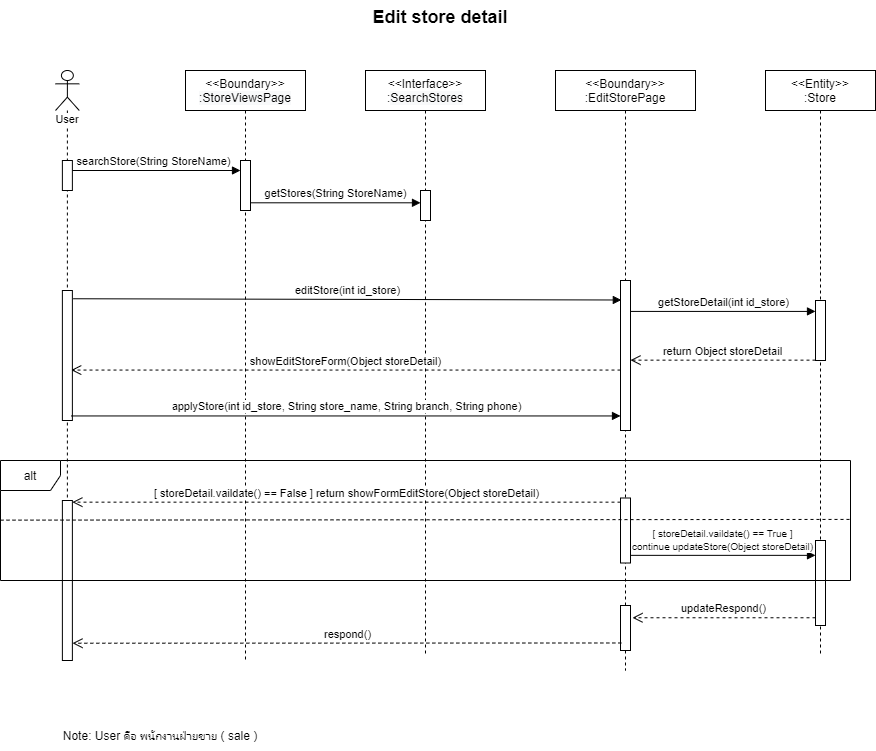 Edit store detail
User
<<Boundary>>
:StoreViewsPage
<<Interface>>
:SearchStores
<<Boundary>>
:EditStorePage
<<Entity>>
:Store
searchStore(String StoreName)
getStores(String StoreName)
editStore(int id_store)
getStoreDetail(int id_store)
return Object storeDetail
showEditStoreForm(Object storeDetail)
applyStore(int id_store, String store_name, String branch, String phone)
alt
[ storeDetail.vaildate() == False ] return showFormEditStore(Object storeDetail)
[ storeDetail.vaildate() == True ]
continue updateStore(Object storeDetail)
updateRespond()
respond()
Note: User คือ พนักงานฝ่ายขาย ( sale )